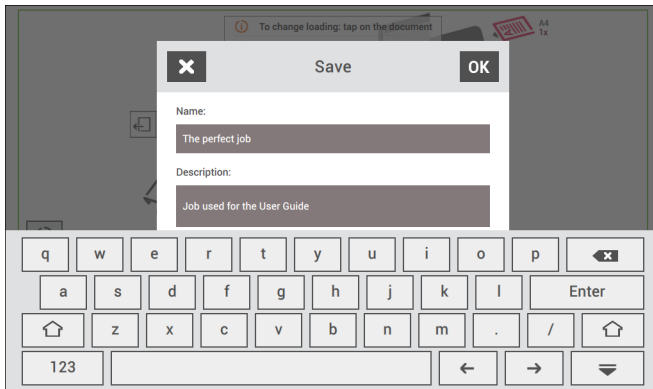 To change loading: tap on the document
A4
1x
Save
OK
Name:
The perfect job
Description:
Job used for the User Guide
q w e r t y u i o p
a s d f g h j k l Enter
z x c v b n m . /
123